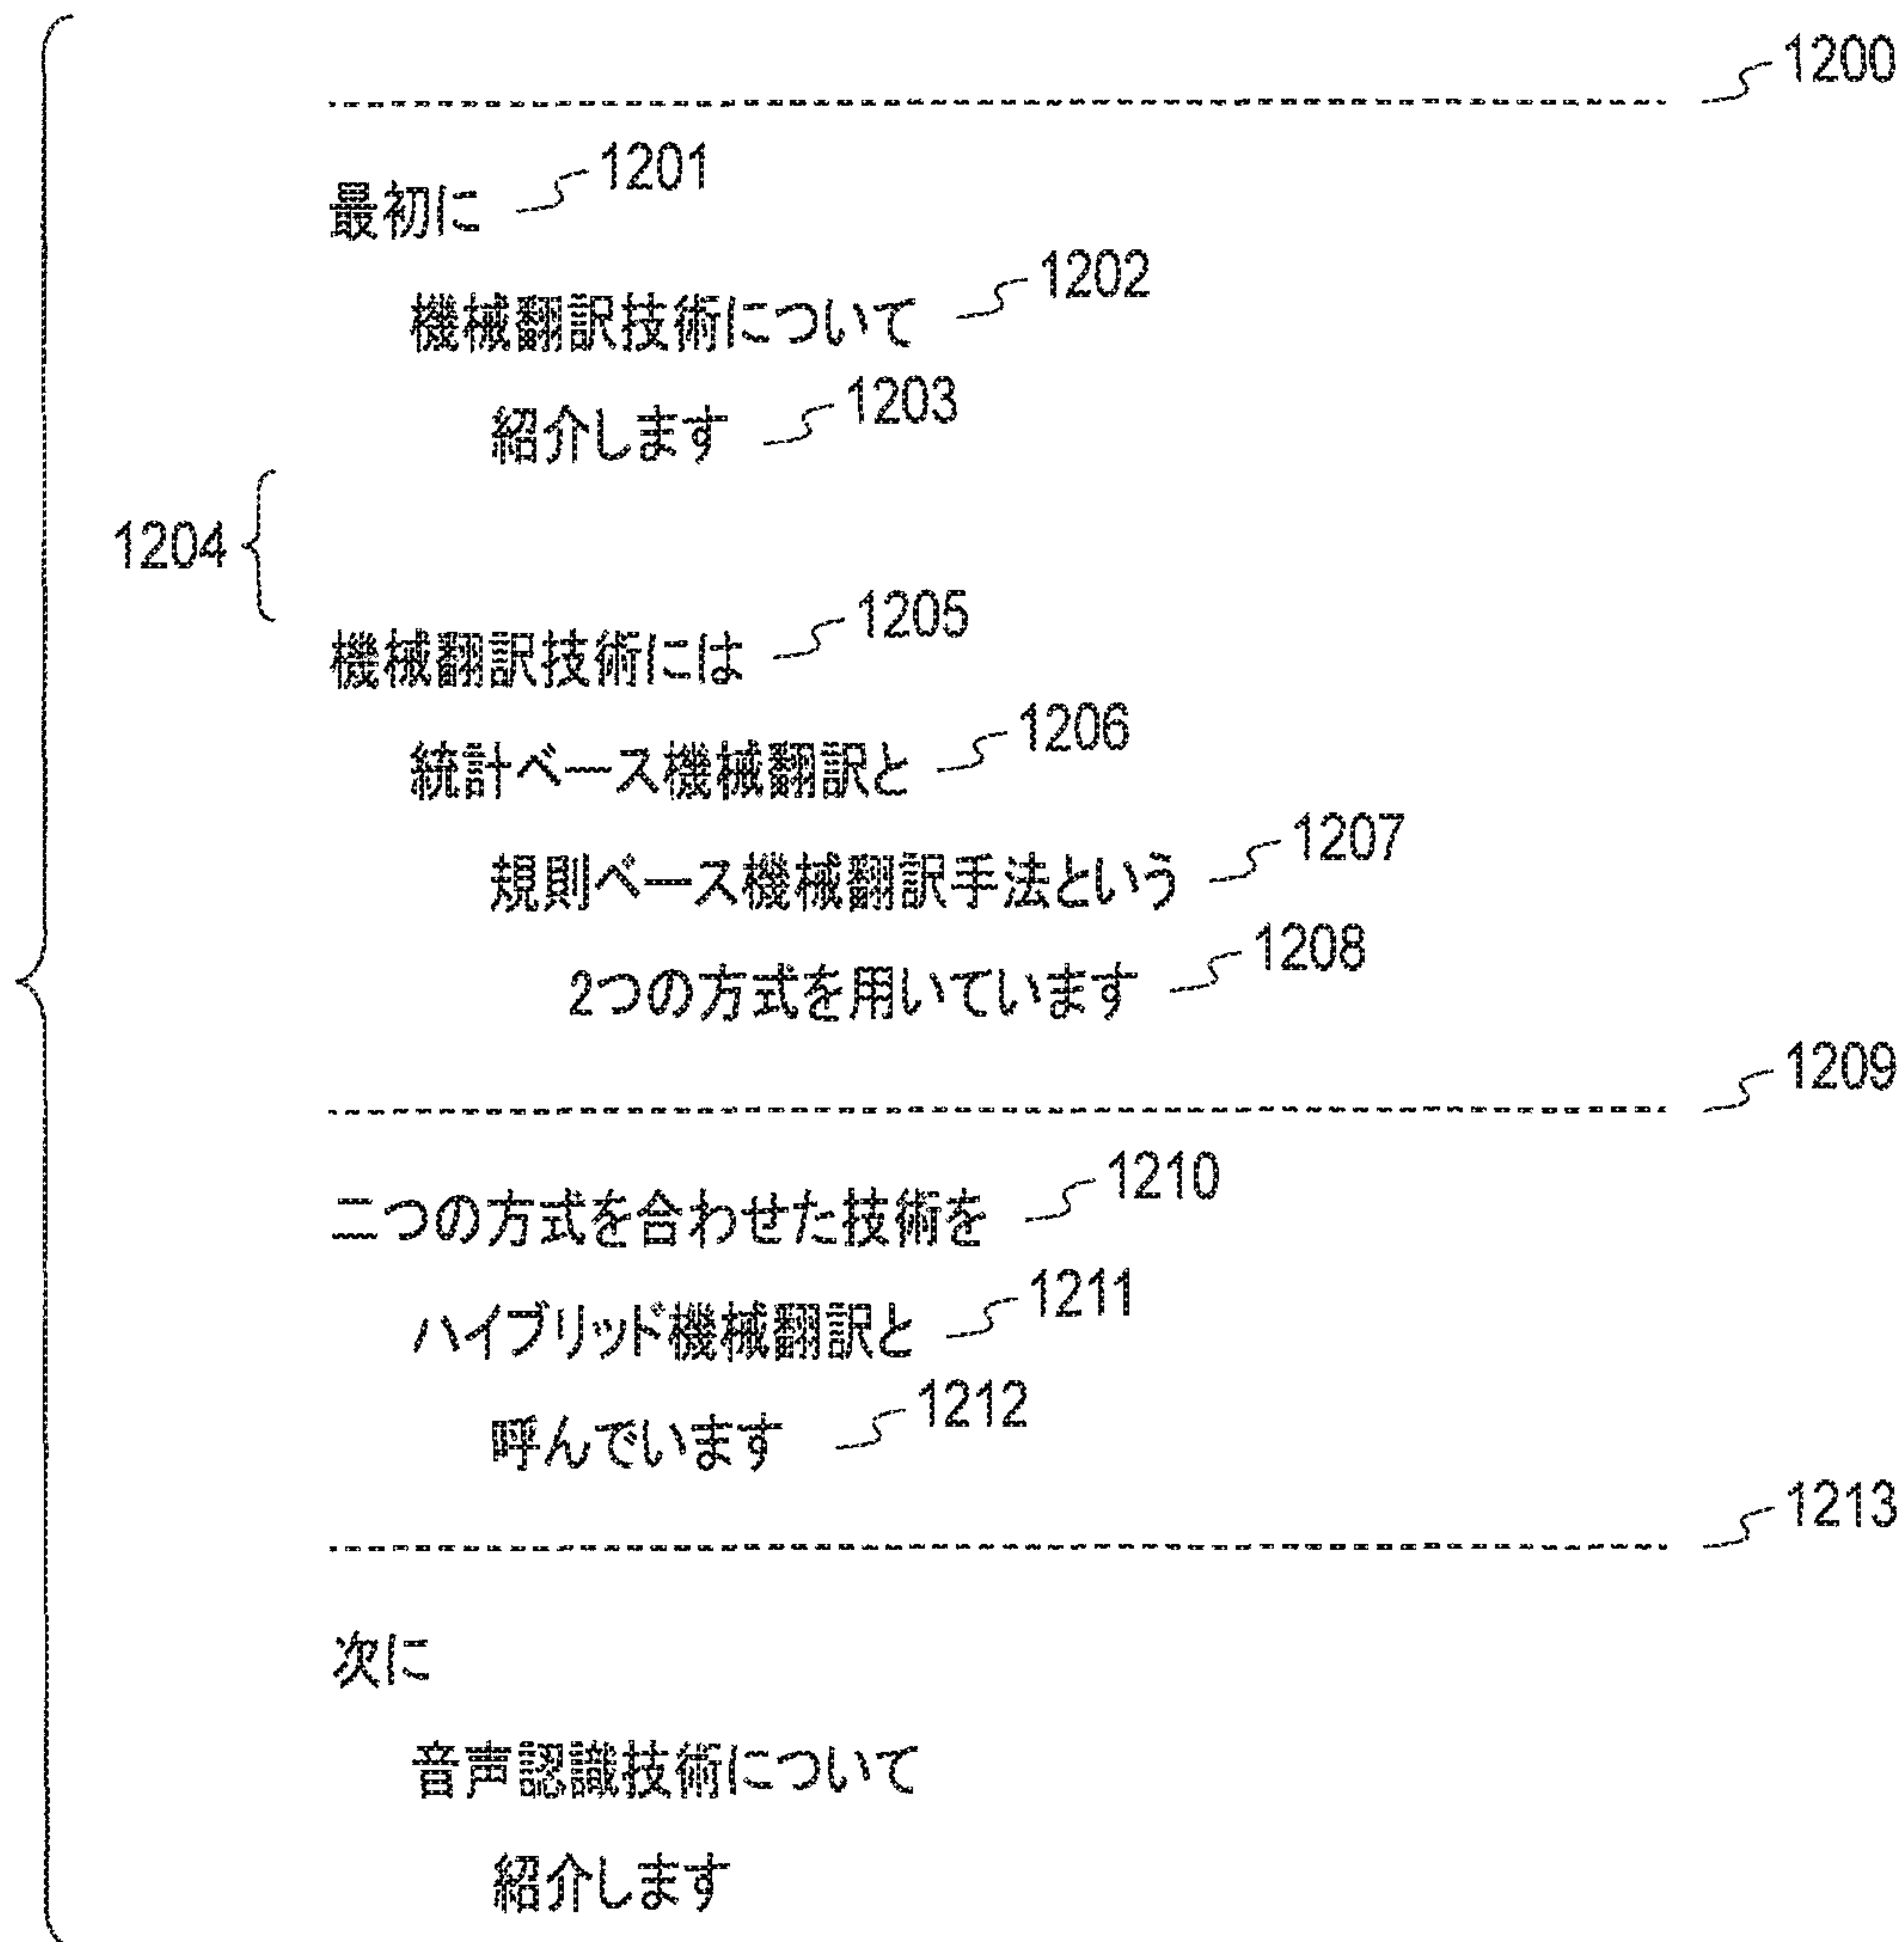 1200
最初に 1201
機械翻訳技術について 1202
紹介します 1203
1204
機械翻訳技術には 1205
統計ベース機械翻訳と 1206
規則ベース機械翻訳手法という 1207
2つの方式を用いています 1208
1209
二つの方式を合わせた技術を 1210
ハイブリッド機械翻訳と 1211
呼んでいます 1212
1213
次に
音声認識技術について
紹介します